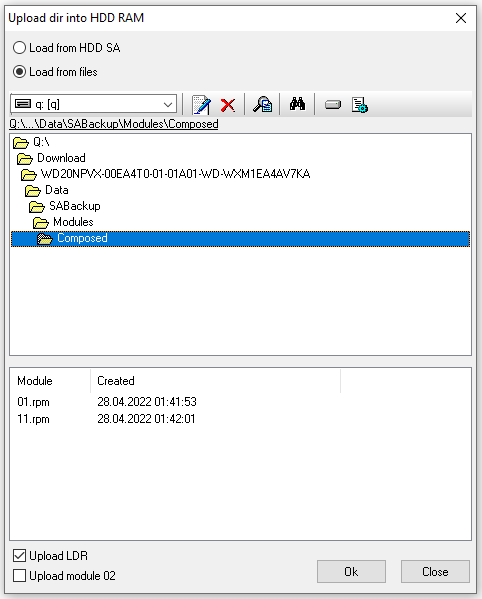 Upload dir into HDD RAM
Load from HDD SA
Load from files
q: [q]
Q:\...\Data\SABackup\Modules\Composed
Q:\
Download
WD20NPVX-00EA4T0-01-01A01-WD-WXM1EA4AV7KA
Data
SABackup
Modules
Composed
Module Created
01.rpm 28.04.2022 01:41:53
11.rpm 28.04.2022 01:42:01
Upload LDR
Upload module 02
Ok Close